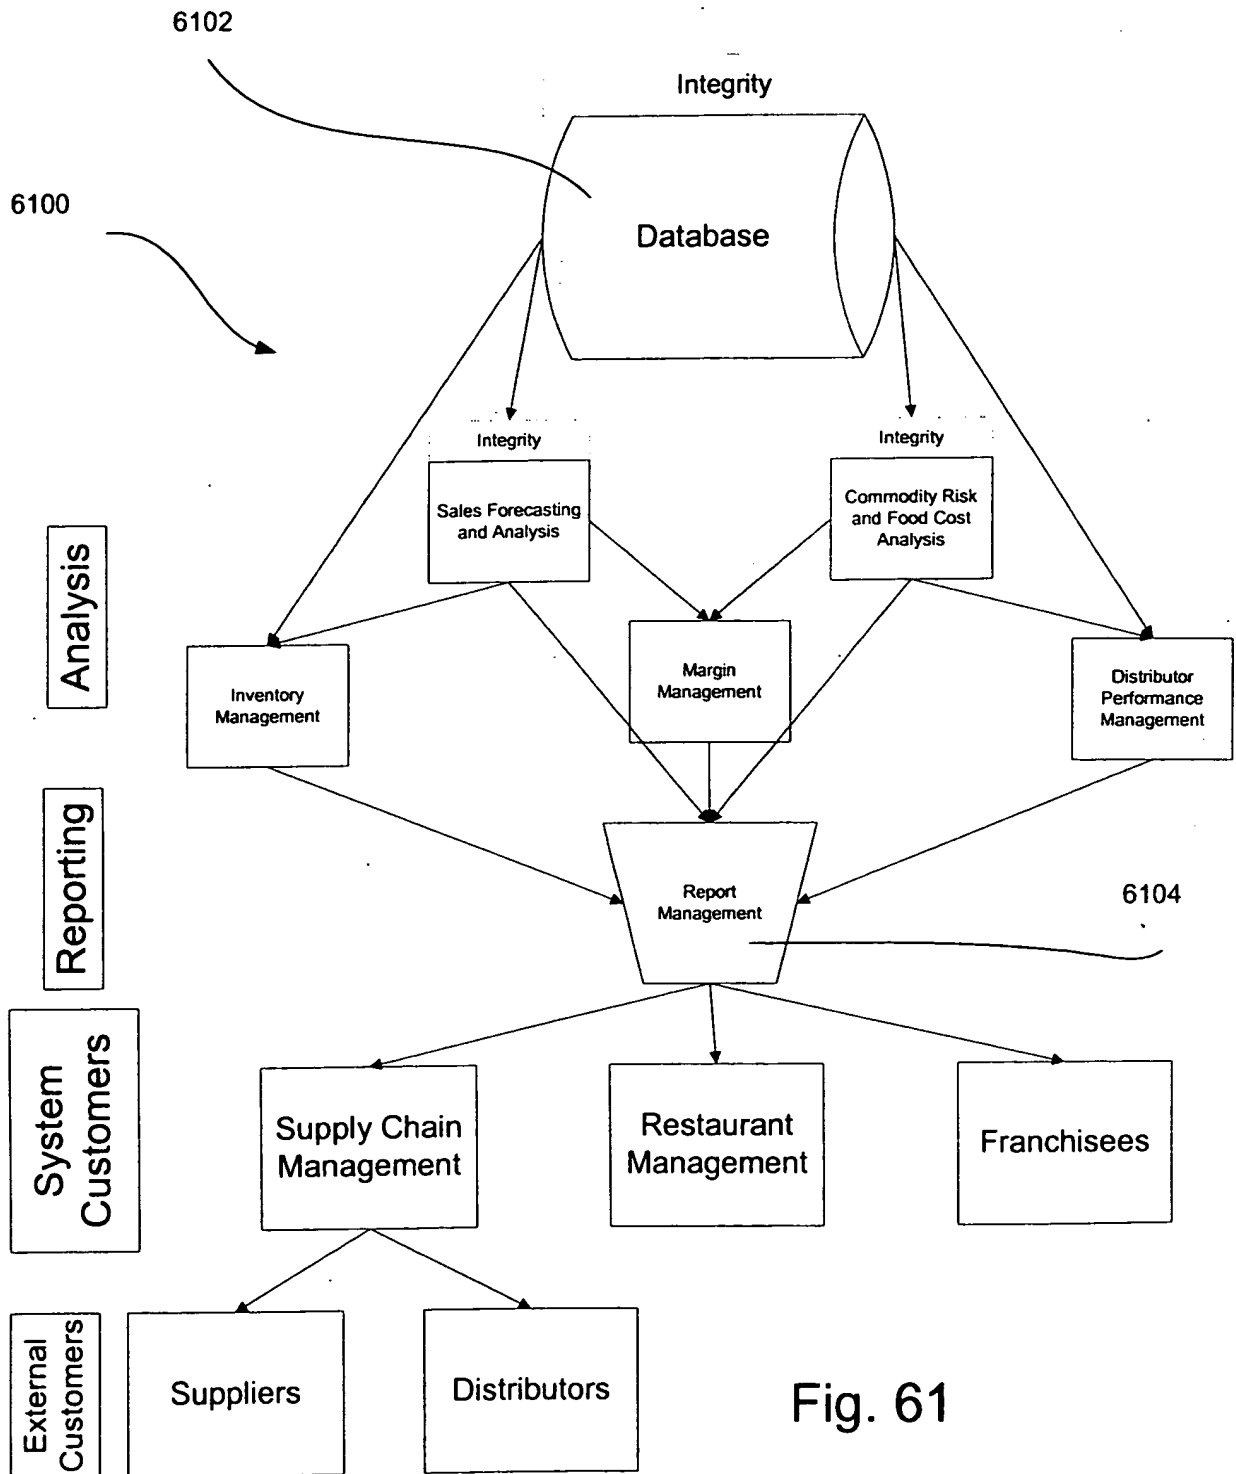 6102
Integrity
6100
Database
Integrity
Integrity
Sales Forecasting
and Analysis
Commodity Risk
and Food Cost
Analysis
Analysis
Inventory
Management
Margin
Management
Distributor
Performance
Management
Reporting
Report
Management
6104
System
Customers
Supply Chain
Management
Restaurant
Management
Franchisees
External
Customers
Suppliers
Distributors
Fig. 61